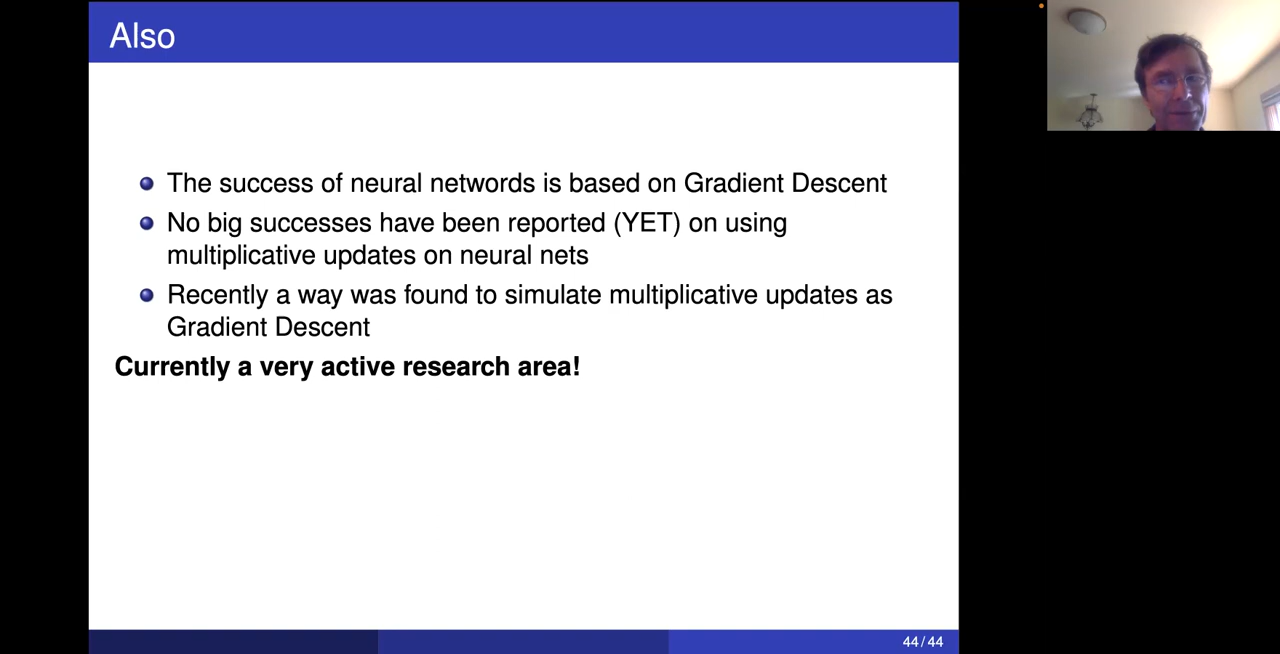 Also
The success of neural networds is based on Gradient Descent
No big successes have been reported (YET) on using
multiplicative updates on neural nets
Recently a way was found to simulate multiplicative updates as
Gradient Descent
Currently a very active research area!
44/44